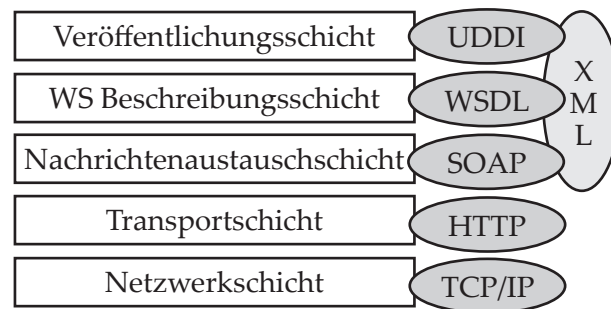 Veröffentlichungsschicht UDDI
WS Beschreibungsschicht WSDL
Nachrichtenaustauschschicht SOAP
Transportschicht HTTP
Netzwerkschicht TCP/IP
X
M
L